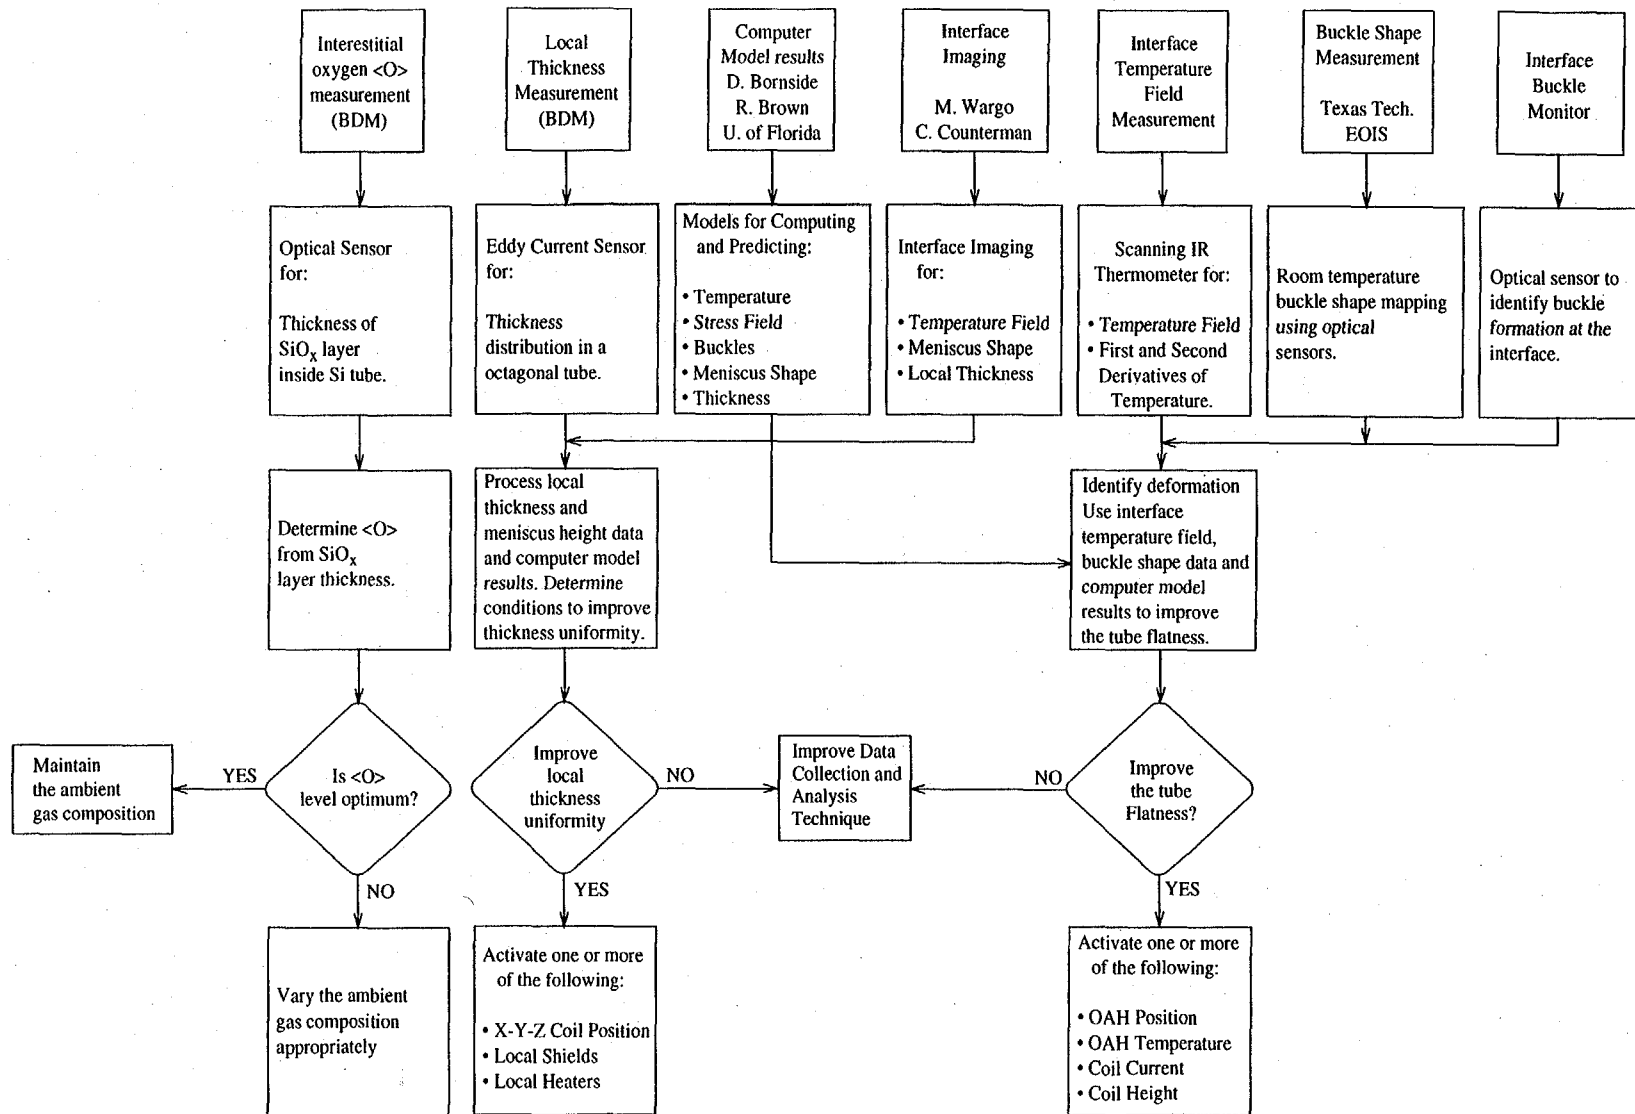 Interestitial
oxygen <O>
measurement
(BDM)
Local
Thickness
Measurement
(BDM)
Computer
Model results
D. Bornside
R. Brown
U. of Florida
Interface
Imaging
M. Wargo
C. Counterman
Interface
Temperature
Field
Measurement
Buckle Shape
Measurement
Texas Tech.
EOIS
Interface
Buckle
Monitor
Optical Sensor
for:
Thickness of
SiOx layer
inside Si tube.
Eddy Current Sensor
for:
Thickness
distribution in a
octagonal tube.
Models for Computing
and Predicting:
• Temperature
• Stress Field
• Buckles
• Meniscus Shape
• Thickness
Interface Imaging
for:
• Temperature Field
• Meniscus Shape
• Local Thickness
Scanning IR
Thermometer for:
• Temperature Field
• First and Second
Derivatives of
Temperature.
Room temperature
buckle shape mapping
using optical
sensors.
Optical sensor to
identify buckle
formation at the
interface.
Determine <O>
from SiOx
layer thickness.
Process local
thickness and
meniscus height data
and computer model
results. Determine
conditions to improve
thickness uniformity.
Identify deformation
Use interface
temperature field,
buckle shape data and
computer model
results to improve
the tube flatness.
Maintain
the ambient
gas composition
YES
Is <O>
level optimum?
NO
Improve
local
thickness
uniformity
NO
YES
Improve Data
Collection and
Analysis
Technique
NO
Improve
the tube
Flatness?
YES
Vary the ambient
gas composition
appropriately
Activate one or more
of the following:
• X-Y-Z Coil Position
• Local Shields
• Local Heaters
Activate one or more
of the following:
• OAH Position
• OAH Temperature
• Coil Current
• Coil Height